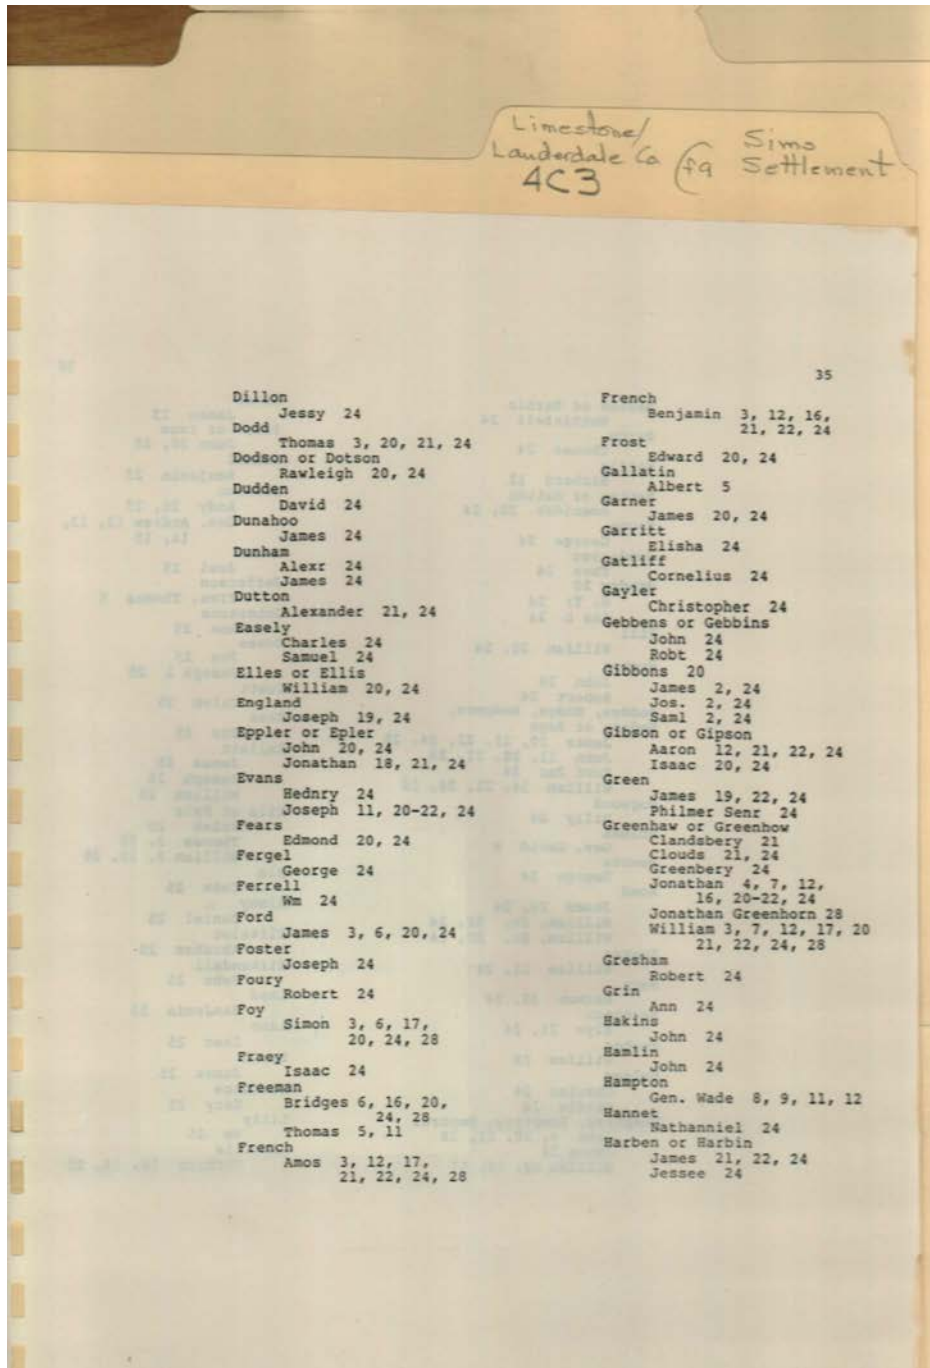 Limestone/
Lauderdale Co
4C3
Sims
Settlement
35
Dillon
Jessy 24
Dodd
Thomas 3, 20, 21, 24
Dodson or Dotson
Rawleigh 20, 24
Dudden
David 24
Dunahoo
James 24
Dunham
Alexr 24
James 24
Dutton
Alexander 21, 24
Easely
Charles 24
Samuel 24
Elles or Ellis
William 20, 24
England
Joseph 19, 24
Eppler or Epler
John 20, 24
Jonathan 18, 21, 24
Evans
Hednry 24
Joseph 11, 20-22, 24
Fears
Edmond 20, 24
Fergel
George 24
Ferrell
Wm 24
Ford
James 3, 6, 20, 24
Foster
Joseph 24
Foury
Robert 24
Foy
Simon 3, 6, 17,
20, 24, 28
Fraey
Isaac 24
Freeman
Bridges 6, 16, 20,
24, 28
Thomas 5, 11
French
Amos 3, 12, 17,
21, 22, 24, 28
French
Benjamin 3, 12, 16,
21, 22, 24
Frost
Edward 20, 24
Gallatin
Albert 5
Garner
James 20, 24
Garritt
Elisha 24
Gatliff
Cornelius 24
Gayler
Christopher 24
Gebbens or Gebbins
John 24
Robt 24
Gibbons 20
James 2, 24
Jos. 2, 24
Saml 2, 24
Gibson or Gipson
Aaron 12, 21, 22, 24
Isaac 20, 24
Green
James 19, 22, 24
Philmer Senr 24
Greenhaw or Greenhow
Clandsbery 21
Clouds 21, 24
Greenbery 24
Jonathan 4, 7, 12,
16, 20-22, 24
Jonathan Greenhorn 28
William 3, 7, 12, 17, 20
21, 22, 24, 28
Gresham
Robert 24
Grin
Ann 24
Hakins
John 24
Hamlin
John 24
Hampton
Gen. Wade 8, 9, 11, 12
Hannet
Nathanniel 24
Harben or Harbin
James 21, 22, 24
Jessee 24